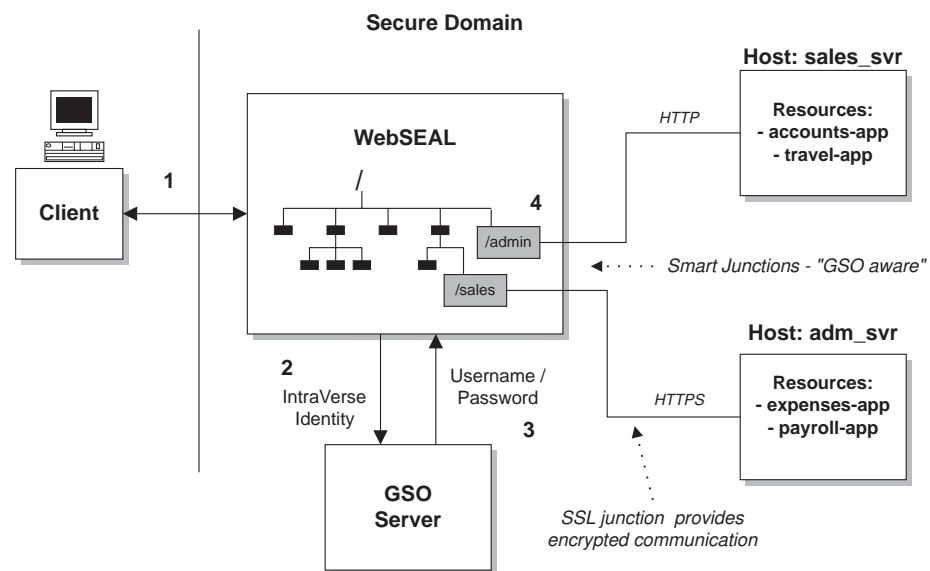 Secure Domain
Host: sales_svr
Resources:
- accounts-app
- travel-app
HTTP
WebSEAL
/
1
4
Client
/admin
Smart Junctions - "GSO aware"
/sales
Host: adm_svr
2
IntraVerse
Identity
Username /
Password
3
HTTPS
Resources:
- expenses-app
- payroll-app
GSO
Server
SSL junction provides
encrypted communication